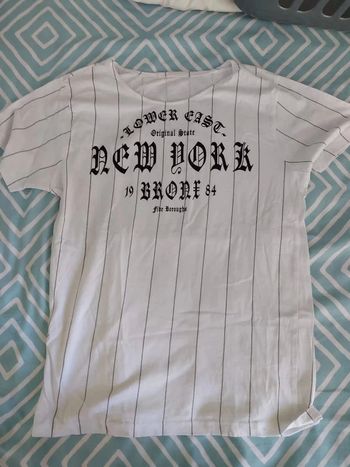 -LOWER EAST-
Original State
NEW YORK
19 BRONX 84
Five Boroughs